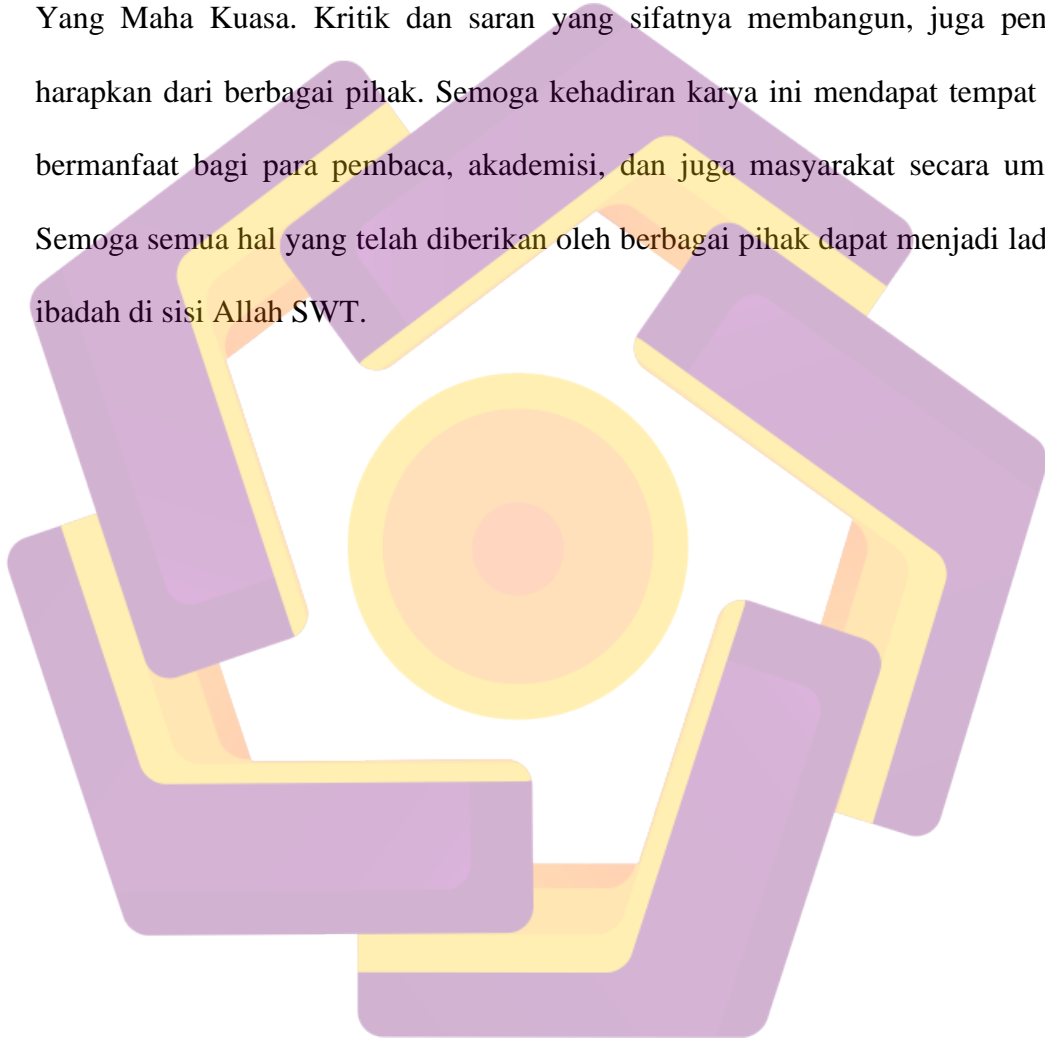 Yang Maha Kuasa. Kritik dan saran yang sifatnya membangun, juga pen
harapkan dari berbagai pihak. Semoga kehadiran karya ini mendapat tempat
bermanfaat bagi para pembaca, akademisi, dan juga masyarakat secara um
Semoga semua hal yang telah diberikan oleh berbagai pihak dapat menjadi lad
ibadah di sisi Allah SWT.